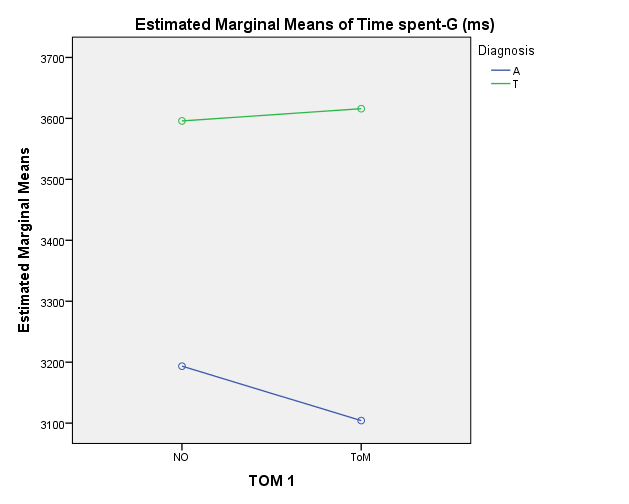 Estimated Marginal Means of Time spent-G (ms)
Diagnosis
A
T
Estimated Marginal Means
3700
3600
3500
3400
3300
3200
3100
NO
ToM
TOM 1